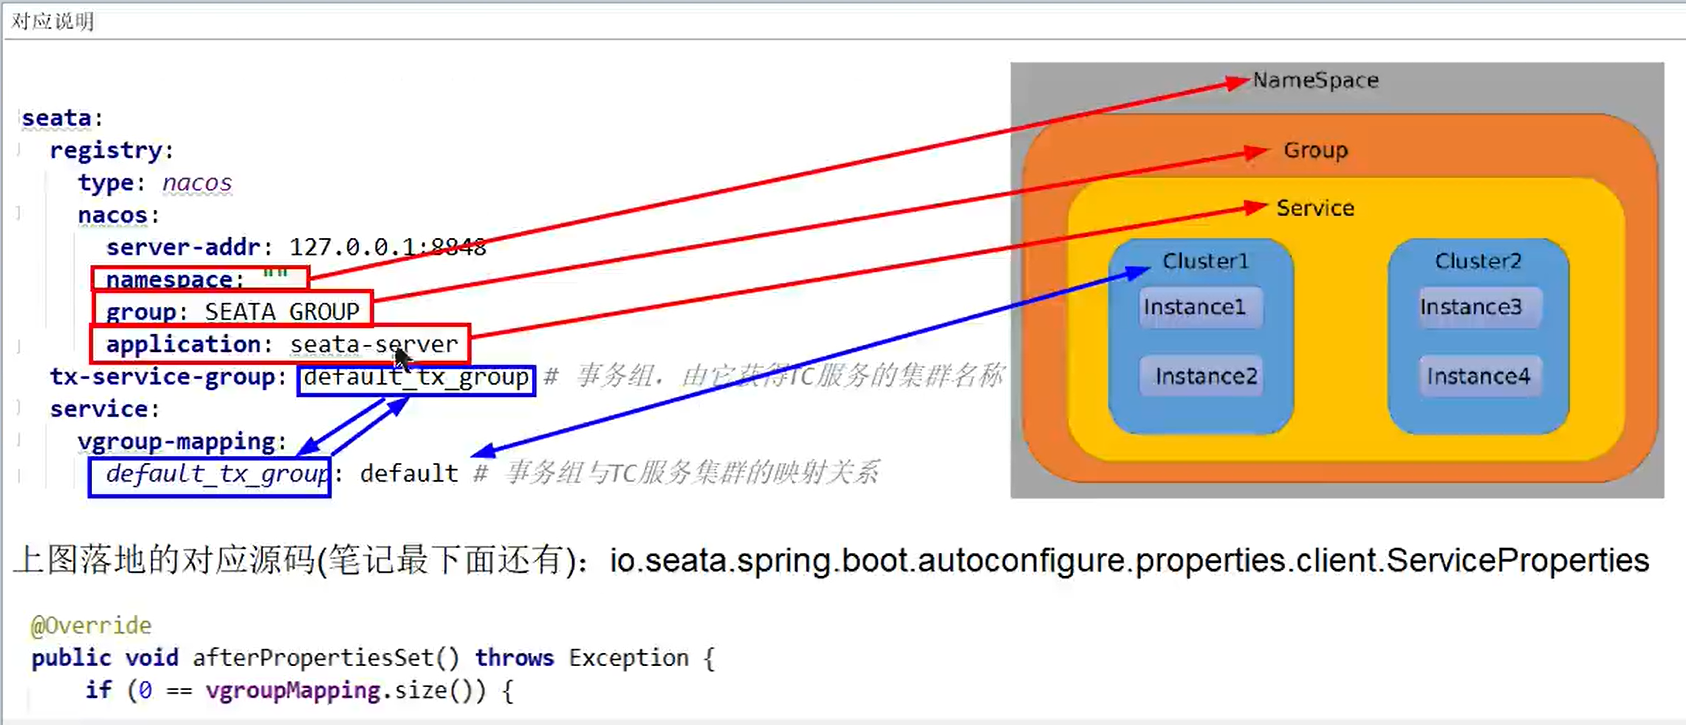 对应说明
seata:
registry:
type: nacos
nacos:
server-addr: 127.0.0.1:8848
namespace: ""
group: SEATA_GROUP
application: seata-server
tx-service-group: default_tx_group # 事务组，由它获得TC服务的集群名称
service:
vgroup-mapping:
default_tx_group: default # 事务组与TC服务集群的映射关系
NameSpace
Group
Service
Cluster1
Instance1
Instance2
Cluster2
Instance3
Instance4
上图落地的对应源码(笔记最下面还有)：io.seata.spring.boot.autoconfigure.properties.client.ServiceProperties
@Override
public void afterPropertiesSet() throws Exception {
if (0 == vgroupMapping.size()) {